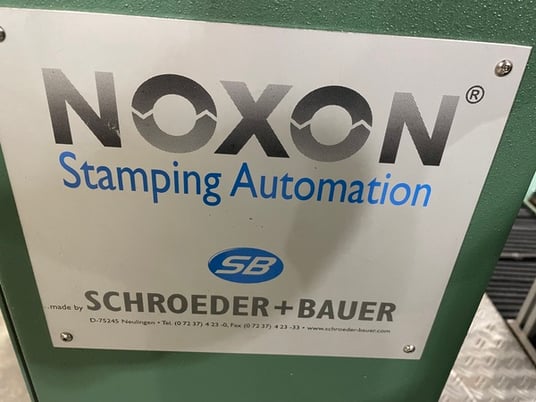 NOXON®
Stamping Automation
SB
...made by SCHROEDER+BAUER
D-75245 Neulingen • Tel. (0 72 37) 4 23 -0, Fax (0 72 37) 4 23 -33 • www.schroeder-bauer.com